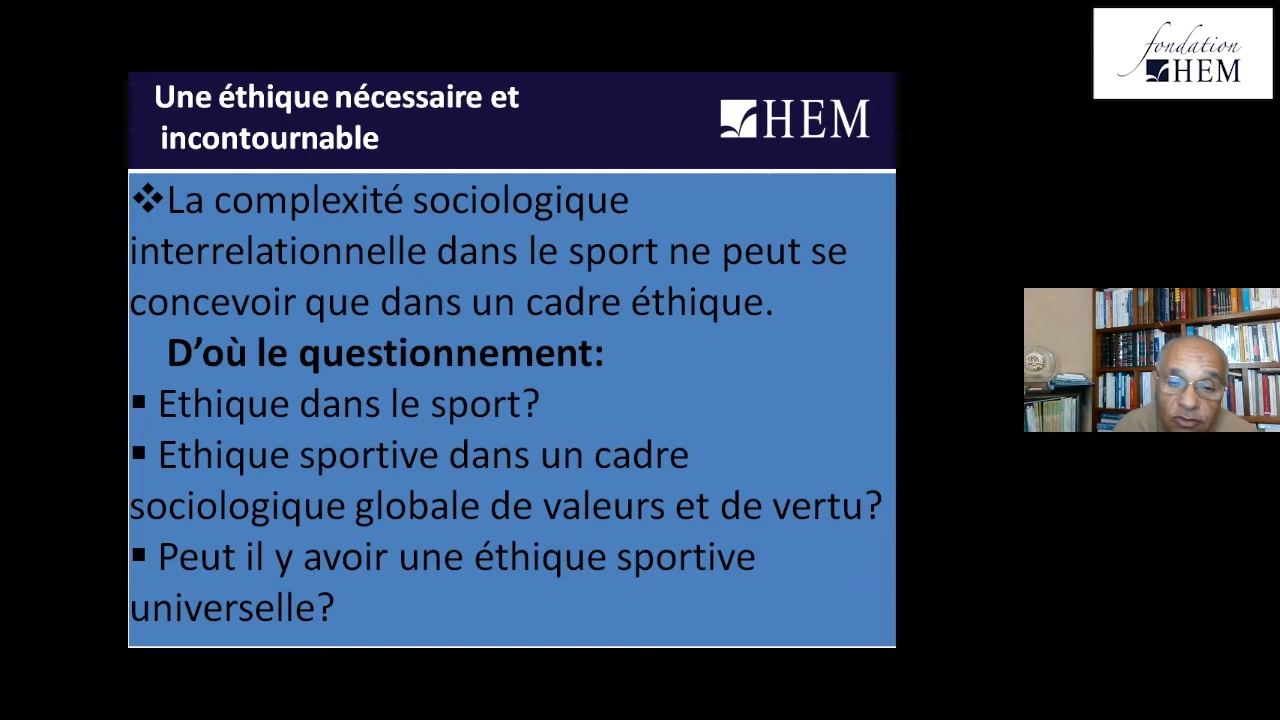 fondation
HEM
Une éthique nécessaire et
incontournable
HEM
❖La complexité sociologique
interrelationnelle dans le sport ne peut se
concevoir que dans un cadre éthique.
D’où le questionnement:
▪ Ethique dans le sport?
▪ Ethique sportive dans un cadre
sociologique globale de valeurs et de vertu?
▪ Peut il y avoir une éthique sportive
universelle?